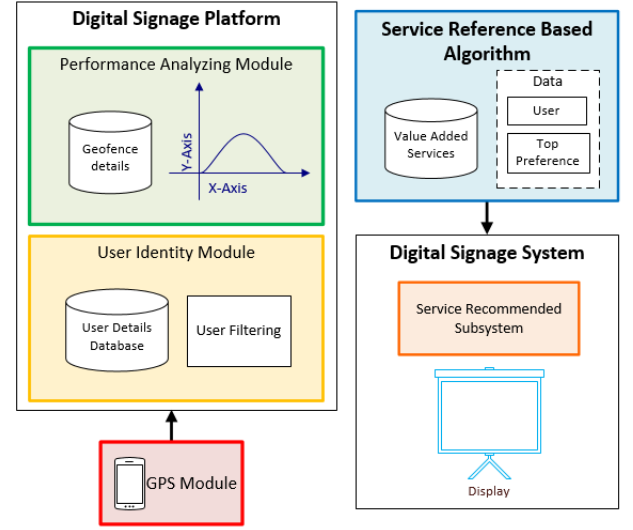 Digital Signage Platform
Performance Analyzing Module
Geofence
details
Y-Axis
X-Axis
User Identity Module
User Details
Database
User Filtering
GPS Module
Service Reference Based
Algorithm
Data
Value Added
Services
User
Top
Preference
Digital Signage System
Service Recommended
Subsystem
Display